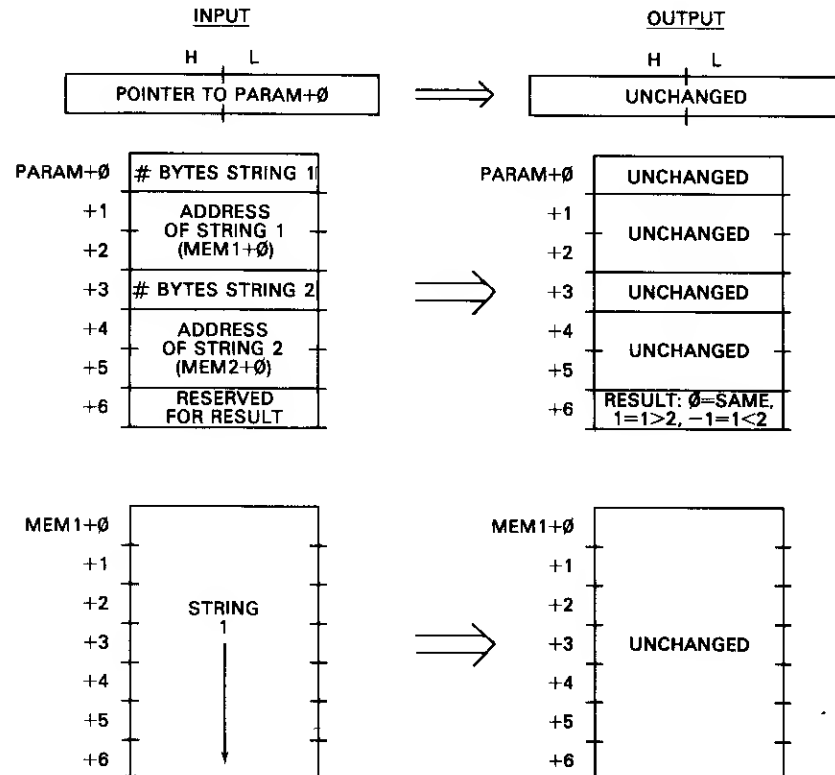 INPUT
OUTPUT
H L
H L
POINTER TO PARAM+Ø
UNCHANGED
PARAM+Ø
# BYTES STRING 1
+1
+2
ADDRESS
OF STRING 1
(MEM1+Ø)
+3
# BYTES STRING 2
+4
+5
ADDRESS
OF STRING 2
(MEM2+Ø)
+6
RESERVED
FOR RESULT
PARAM+Ø
UNCHANGED
+1
+2
UNCHANGED
+3
UNCHANGED
+4
+5
UNCHANGED
+6
RESULT: Ø=SAME,
1=1>2, −1=1<2
MEM1+Ø
+1
+2
+3
+4
+5
+6
STRING
1
MEM1+Ø
+1
+2
+3
+4
+5
+6
UNCHANGED